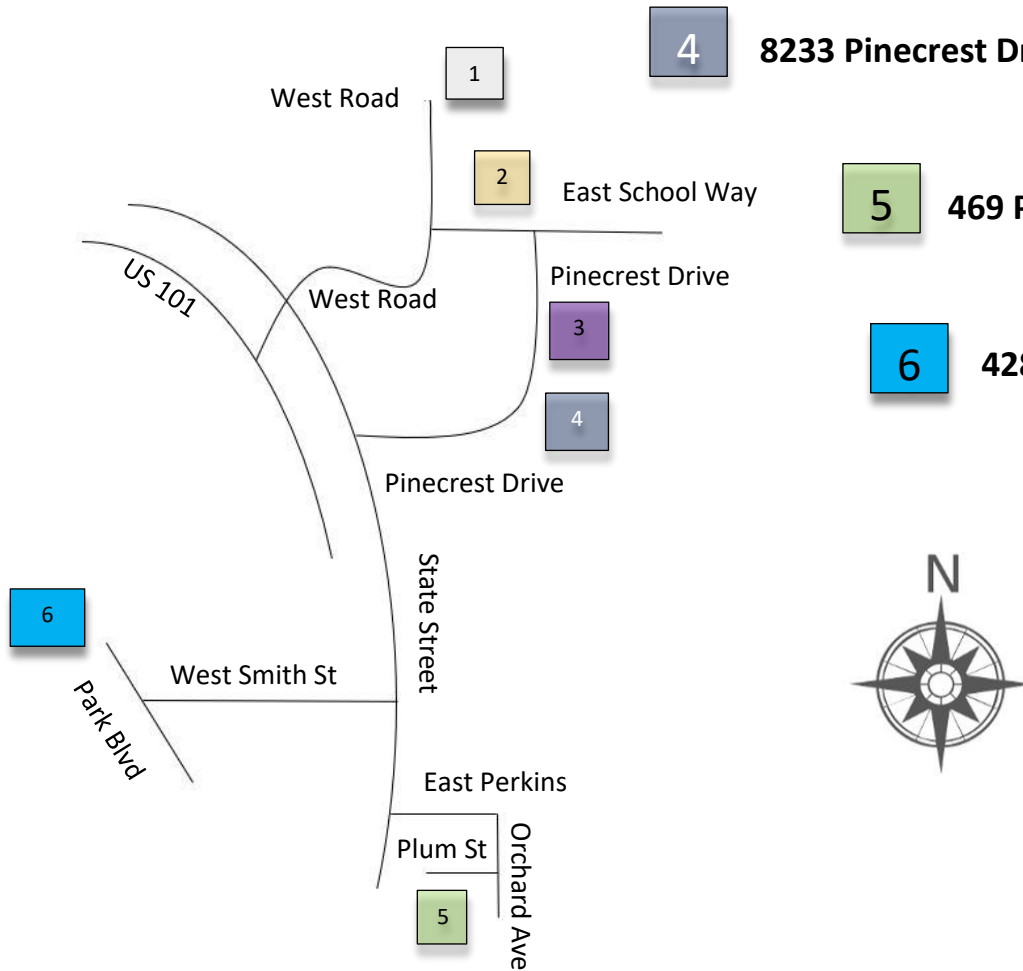 4
8233 Pinecrest
1
West Road
2
East School Way
5
469
US 101
West Road
Pinecrest Drive
3
6
4
Pinecrest Drive
State Street
N
6
West Smith St
Park Blvd
East Perkins
Plum St
Orchard Ave
5